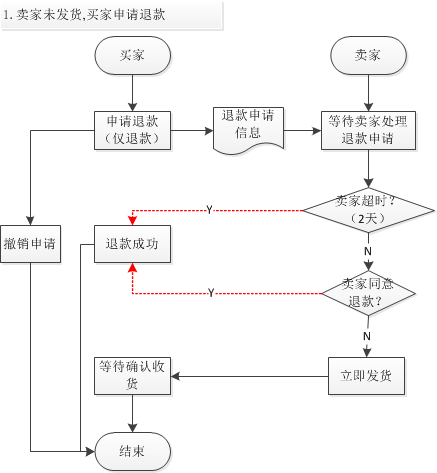 1. 卖家未发货,买家申请退款
买家
卖家
申请退款
（仅退款）
退款申请
信息
等待卖家处理
退款申请
卖家超时？
（2天）
Y
撤销申请
退款成功
N
卖家同意
退款？
Y
N
等待确认收
货
立即发货
结束